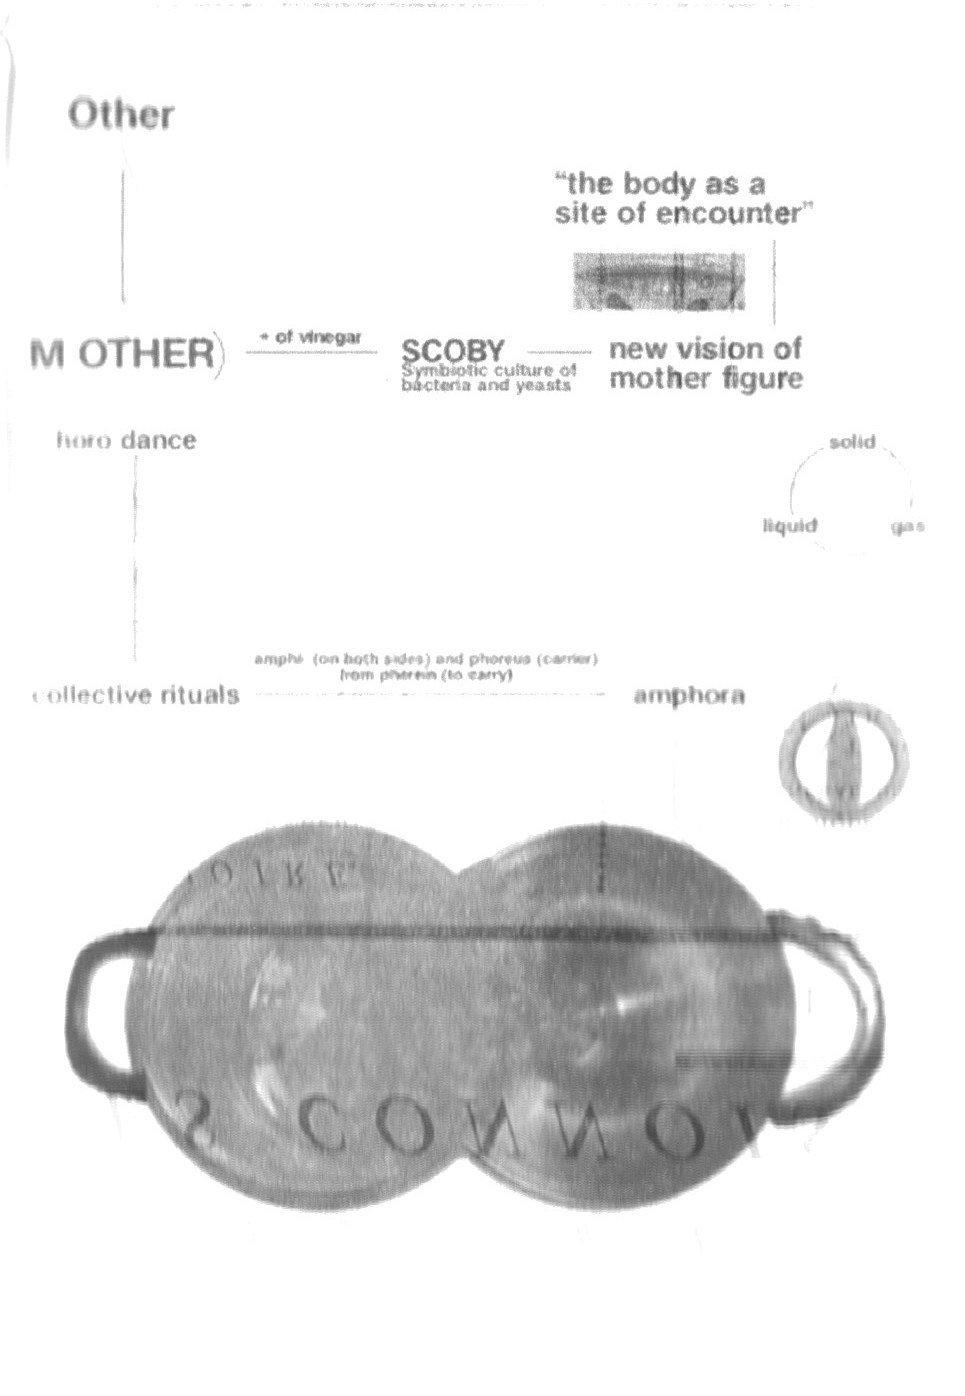 Other
“the body as a
site of encounter”
M OTHER)
+ of vinegar
SCOBY
Symbiotic culture of
bacteria and yeasts
new vision of
mother figure
horo dance
solid
liquid
gas
amphi- (on both sides) and phoreus (carrier)
from pherein (to carry)
collective rituals
amphora